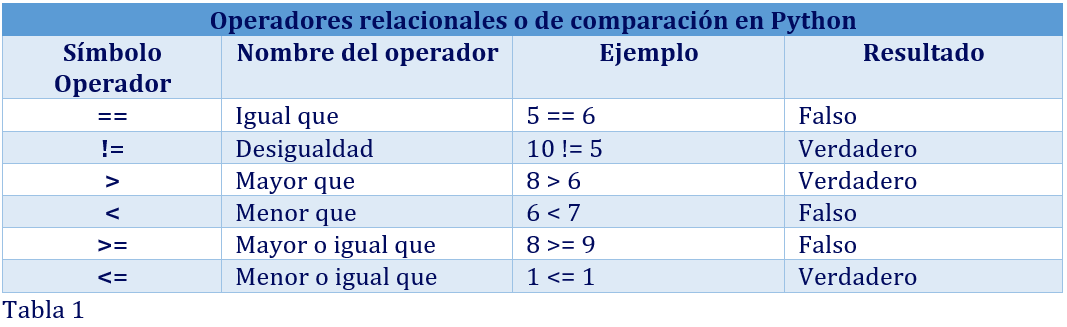 Operadores relacionales o de comparación en Python
Símbolo Operador Nombre del operador Ejemplo Resultado
== Igual que 5 == 6 Falso
!= Desigualdad 10 != 5 Verdadero
> Mayor que 8 > 6 Verdadero
< Menor que 6 < 7 Falso
>= Mayor o igual que 8 >= 9 Falso
<= Menor o igual que 1 <= 1 Verdadero
Tabla 1